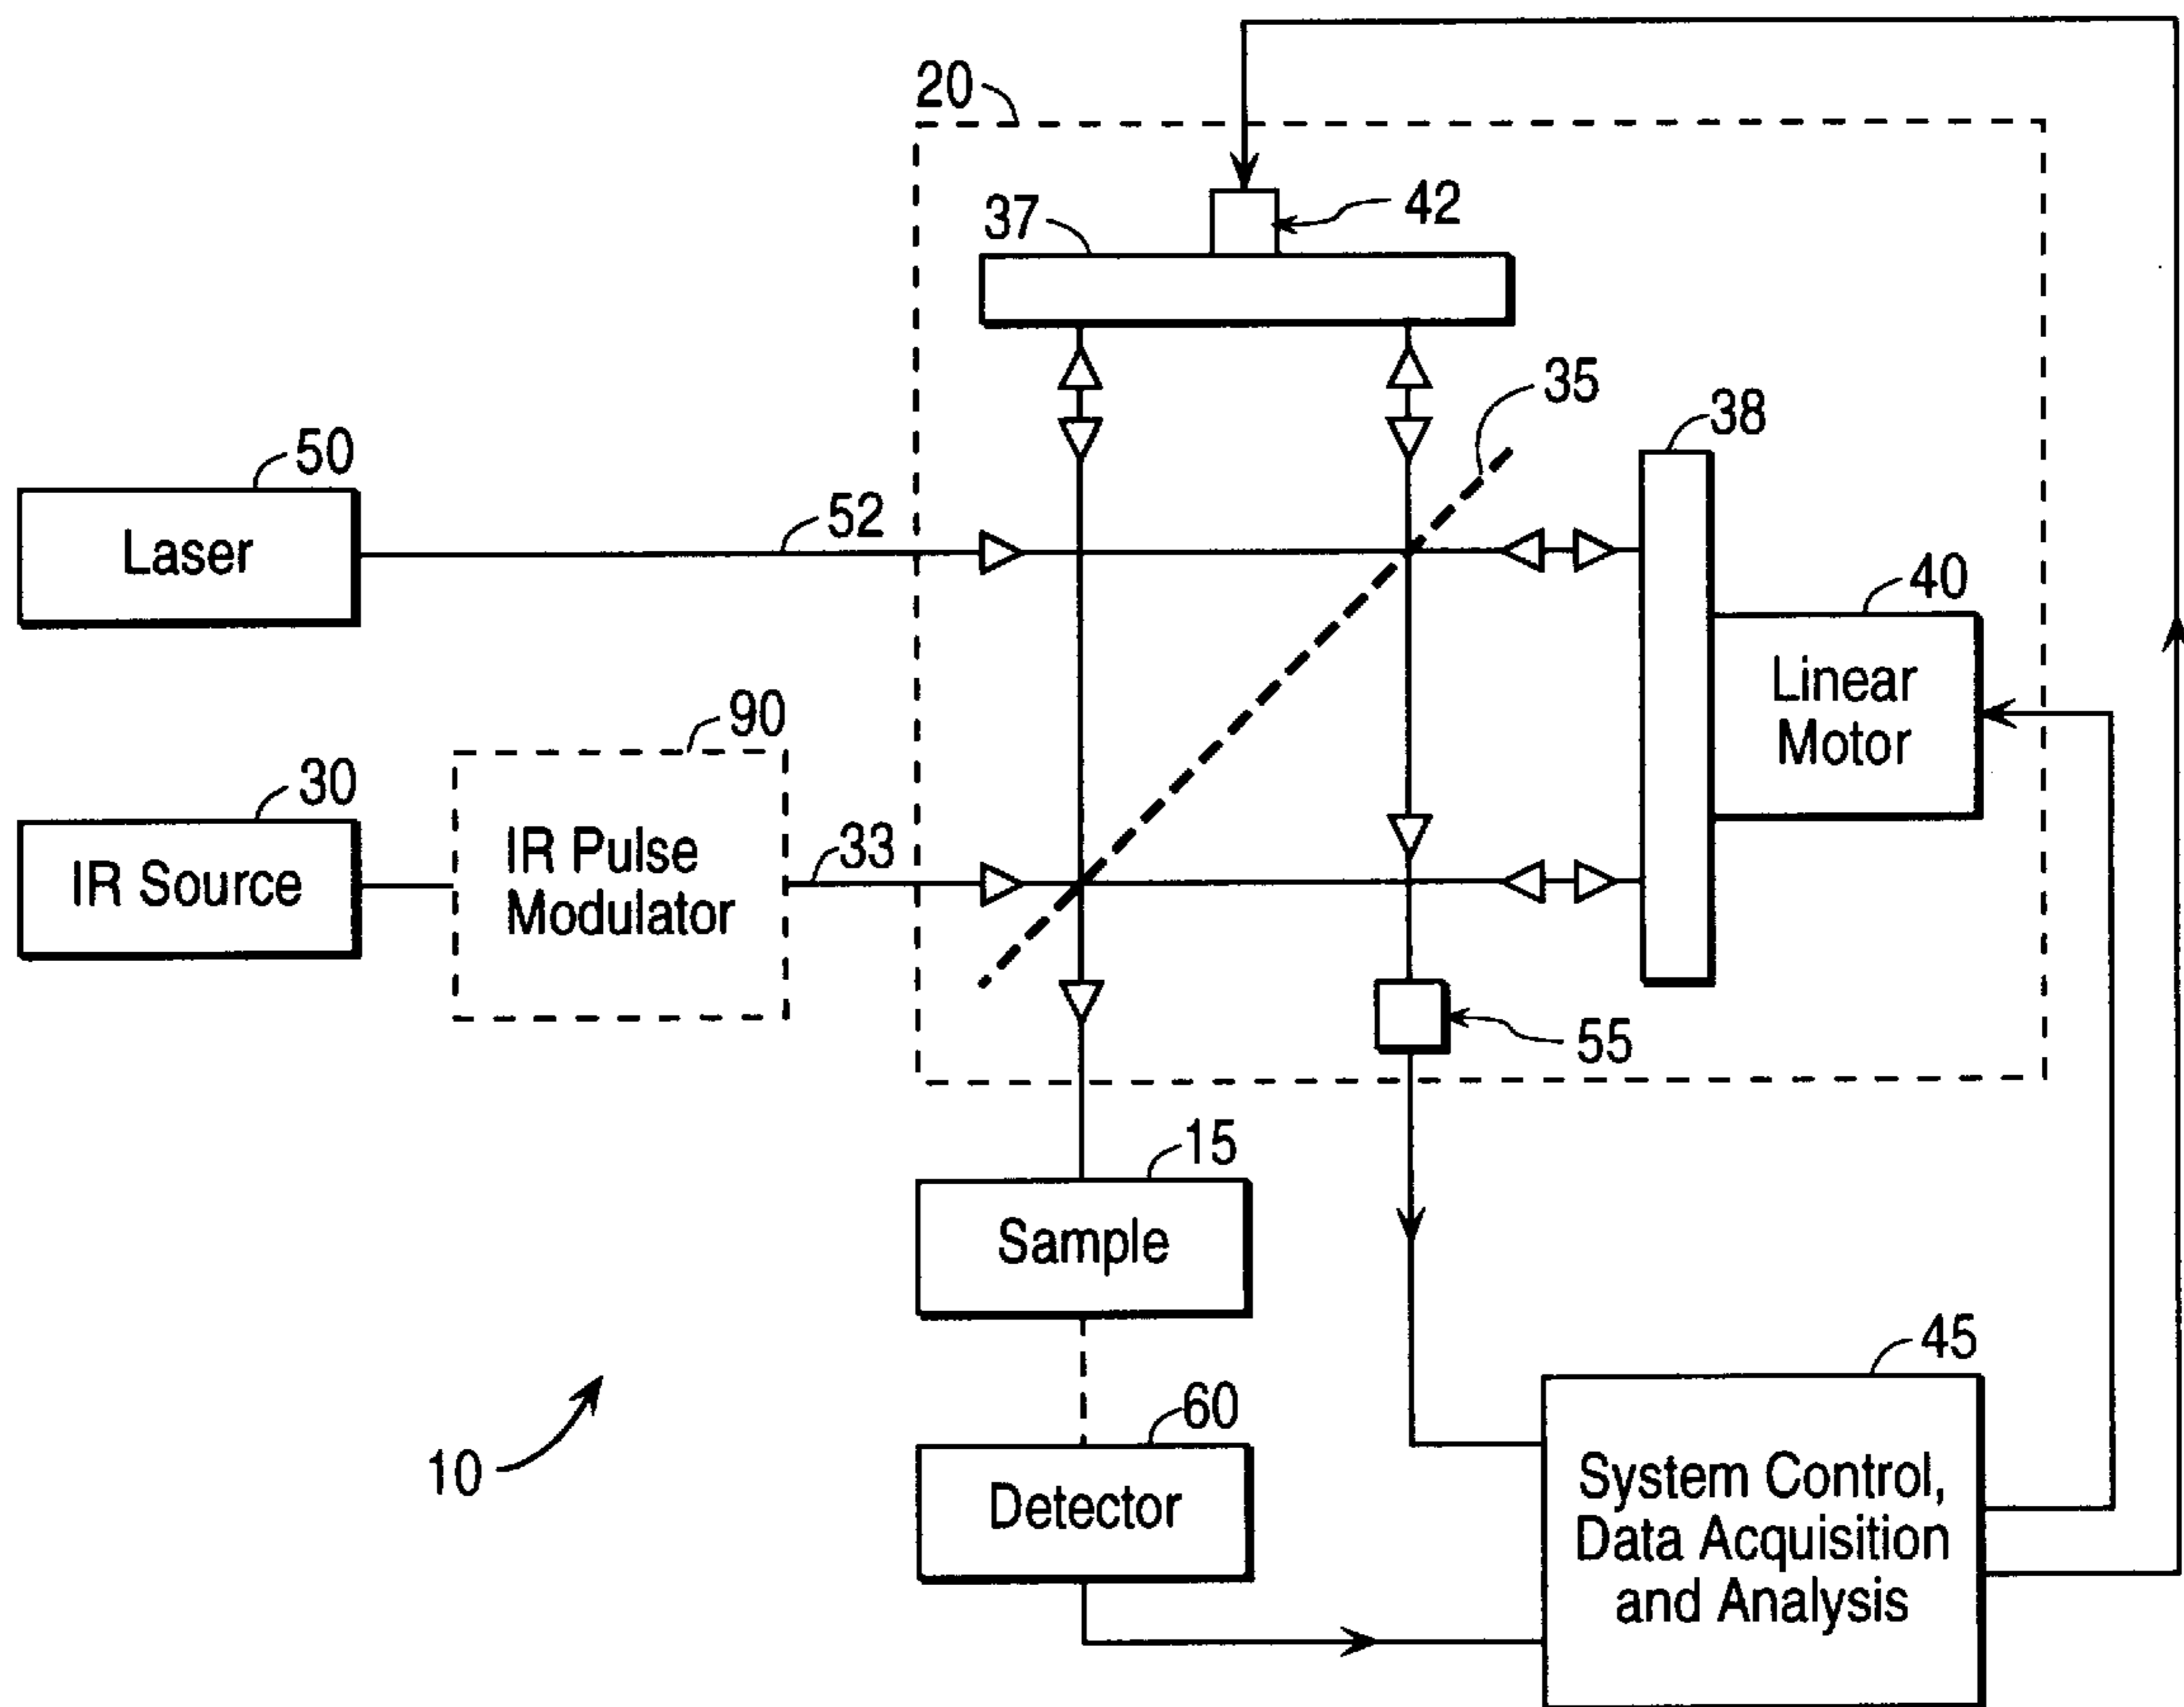 20
42
37
35
38
50
Laser
52
40
Linear
Motor
90
30
IR Source
IR Pulse
Modulator
33
55
15
Sample
45
10
60
Detector
System Control,
Data Acquisition
and Analysis